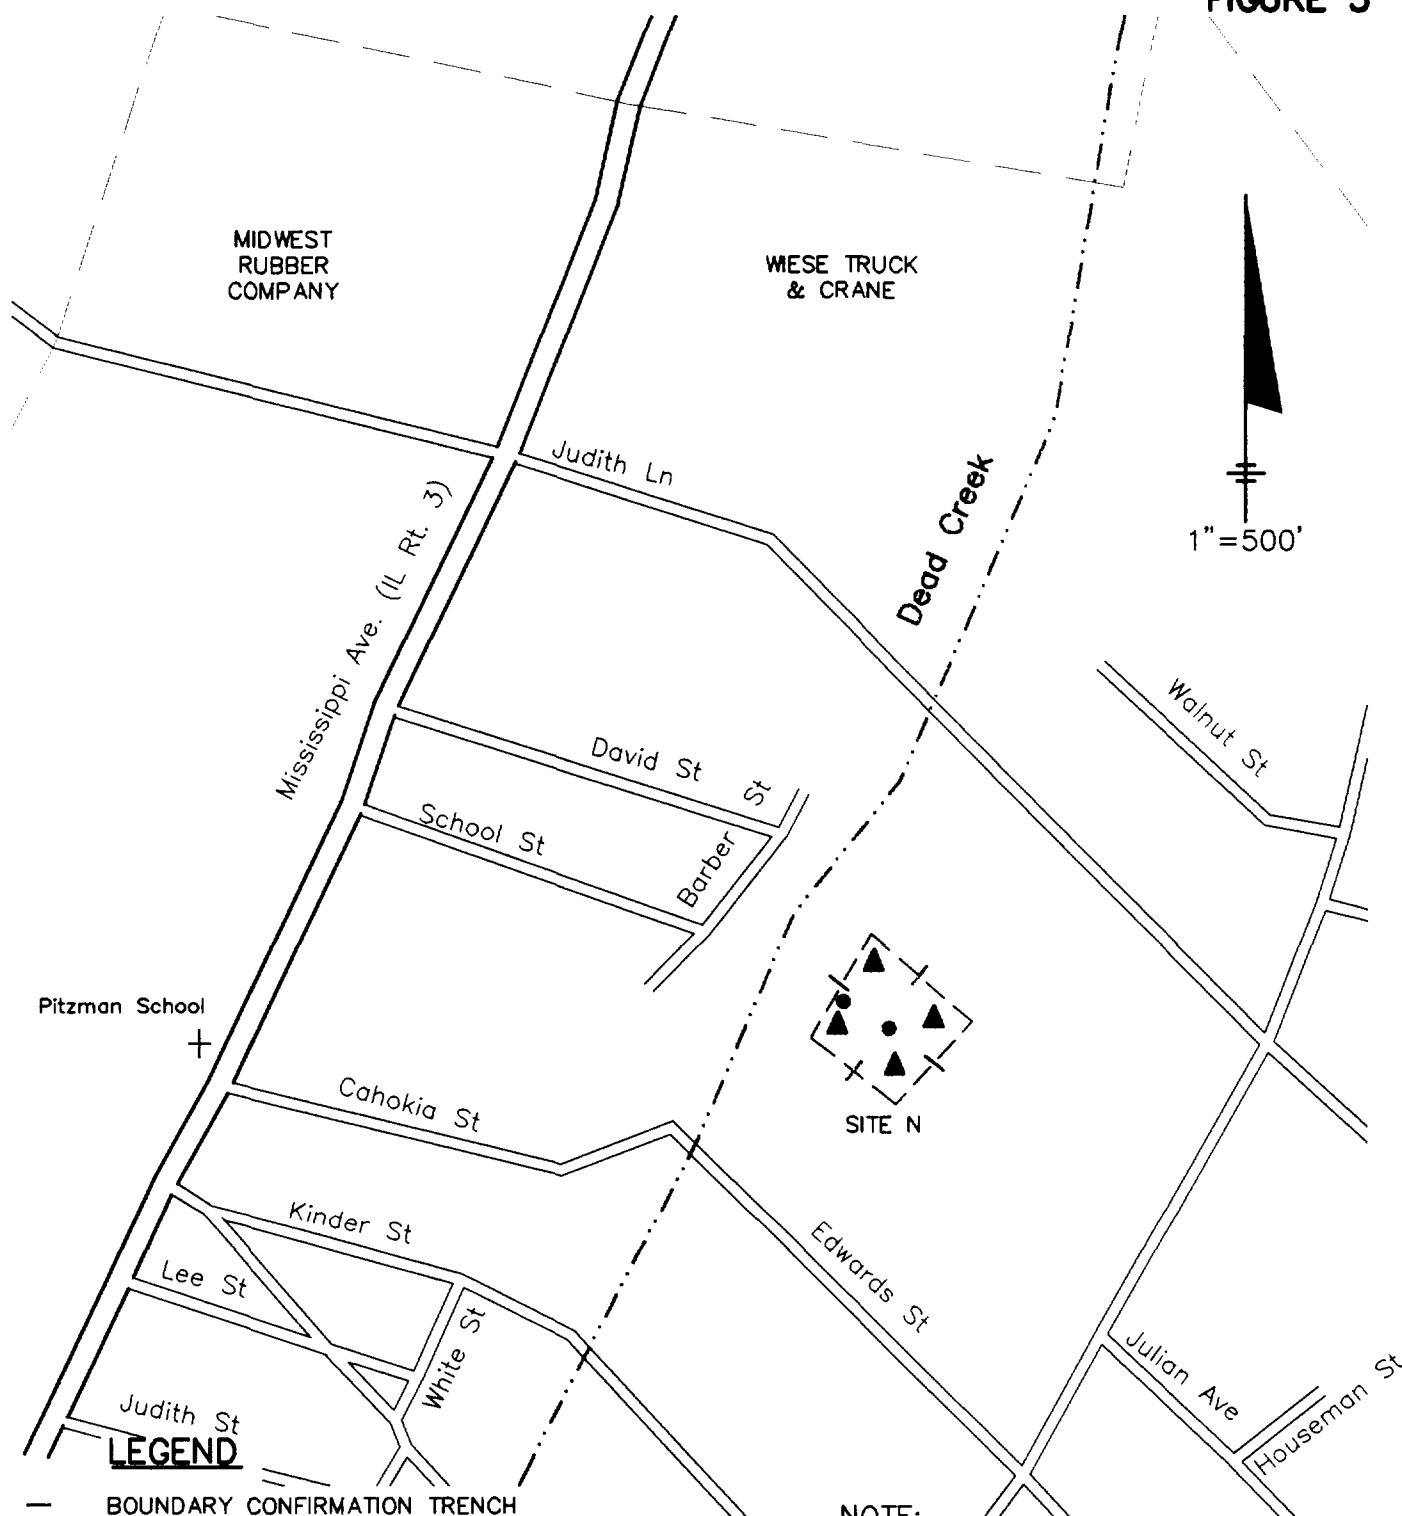 FIGURE 3
MIDWEST
RUBBER
COMPANY
WIESE TRUCK
& CRANE
Judith Ln
Mississippi Ave. (IL Rt. 3)
Dead Creek
1"=500'
Walnut St
David St
School St
Barber St
Pitzman School
SITE N
Cahokia St
Kinder St
Edwards St
Lee St
White St
Julian Ave
Houseman St
Judith St
LEGEND
— BOUNDARY CONFIRMATION TRENCH
NOTE: